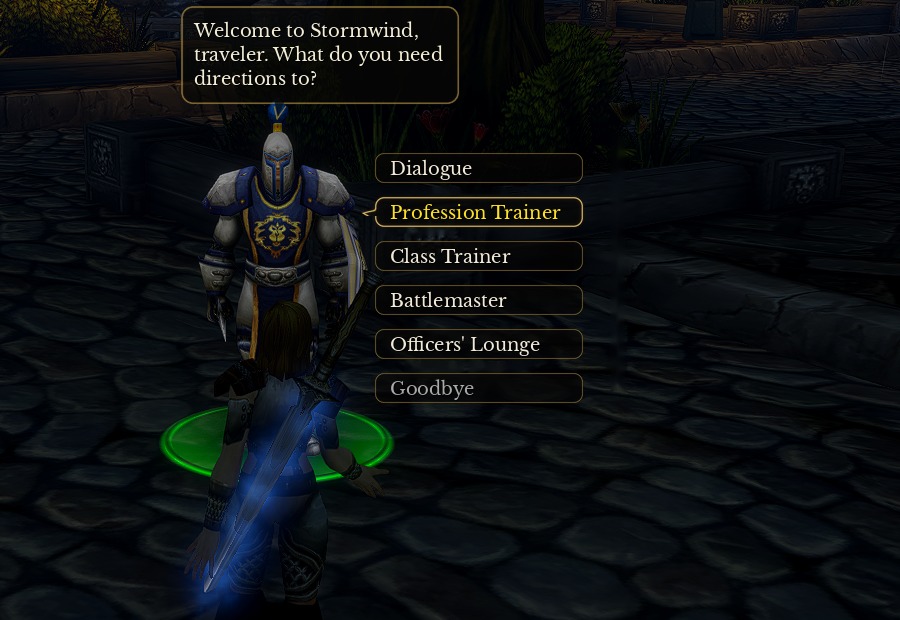 Welcome to Stormwind,
traveler. What do you need
directions to?
Dialogue
Profession Trainer
Class Trainer
Battlemaster
Officers' Lounge
Goodbye